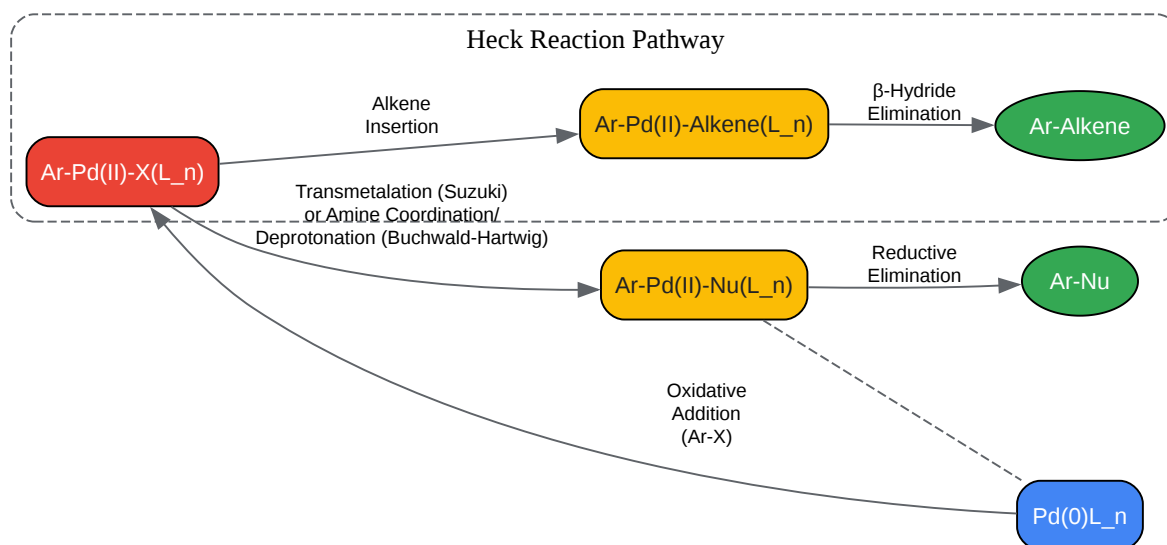 Heck Reaction Pathway
Alkene
Insertion
β-Hydride
Elimination
Ar-Pd(II)-X(L_n)
Ar-Pd(II)-Alkene(L_n)
Ar-Alkene
Transmetalation (Suzuki)
or Amine Coordination/
Deprotonation (Buchwald-Hartwig)
Ar-Pd(II)-Nu(L_n)
Reductive
Elimination
Ar-Nu
Oxidative
Addition
(Ar-X)
Pd(0)L_n